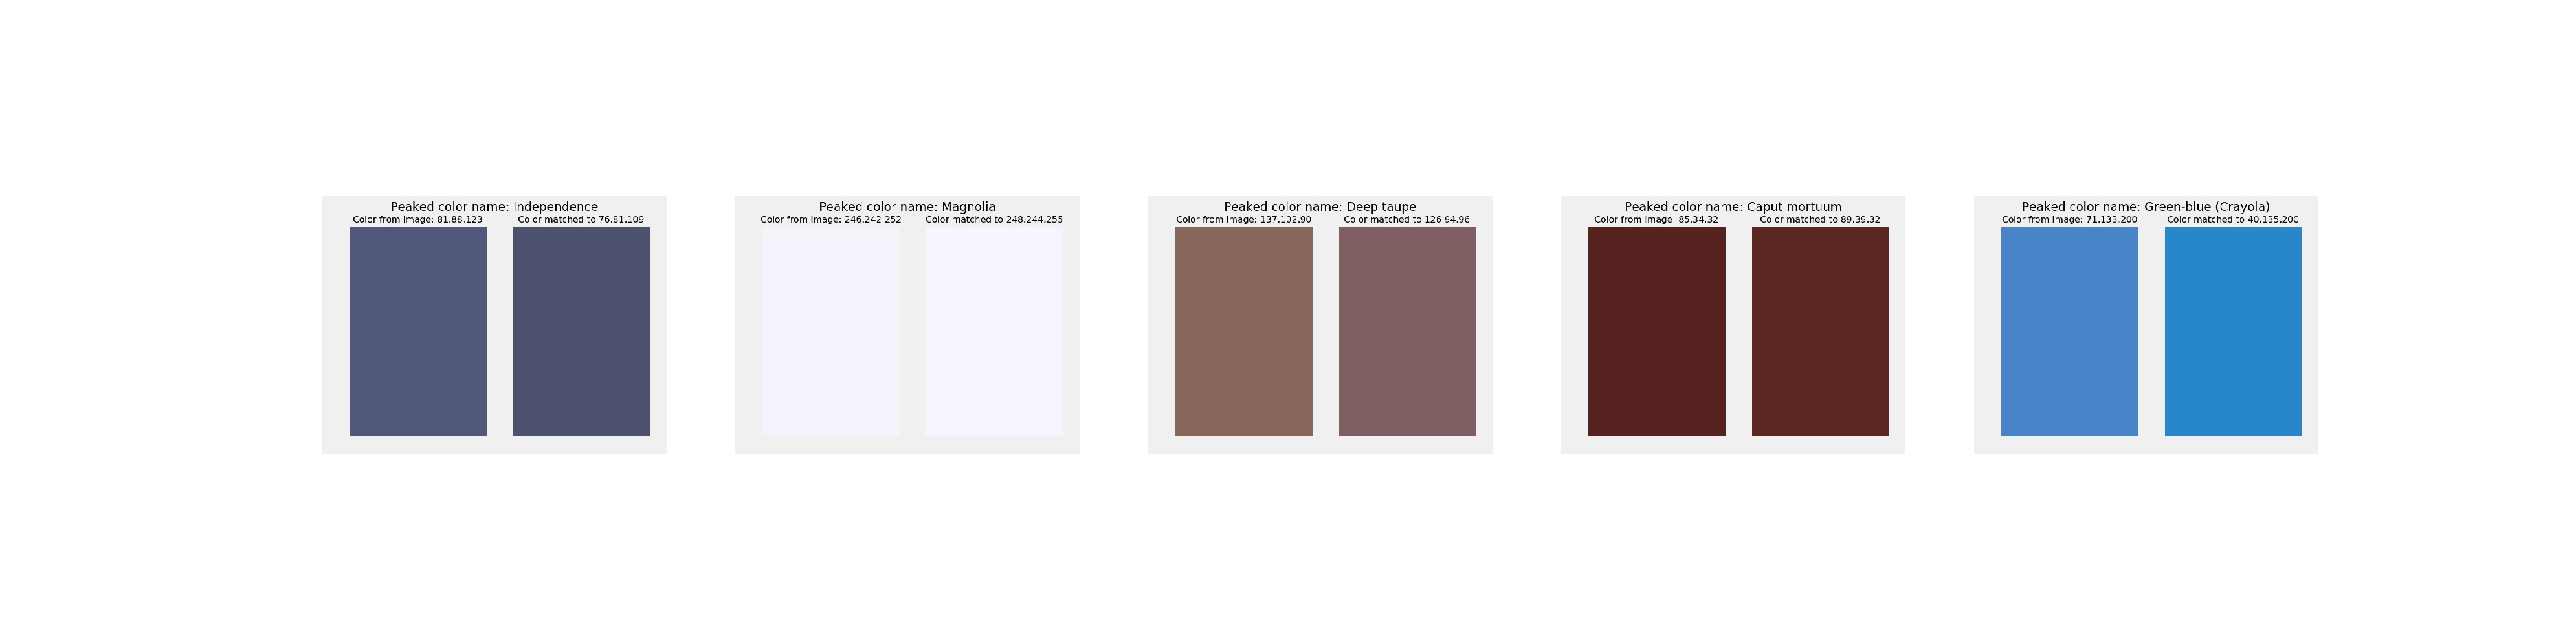 Peaked color name: Independence
Color from image: 81,88,123
Color matched to 76,81,109
Peaked color name: Magnolia
Color from image: 246,242,252
Color matched to 248,244,255
Peaked color name: Deep taupe
Color from image: 137,102,90
Color matched to 126,94,96
Peaked color name: Caput mortuum
Color from image: 85,34,32
Color matched to 89,39,32
Peaked color name: Green-blue (Crayola)
Color from image: 71,133,200
Color matched to 40,135,200